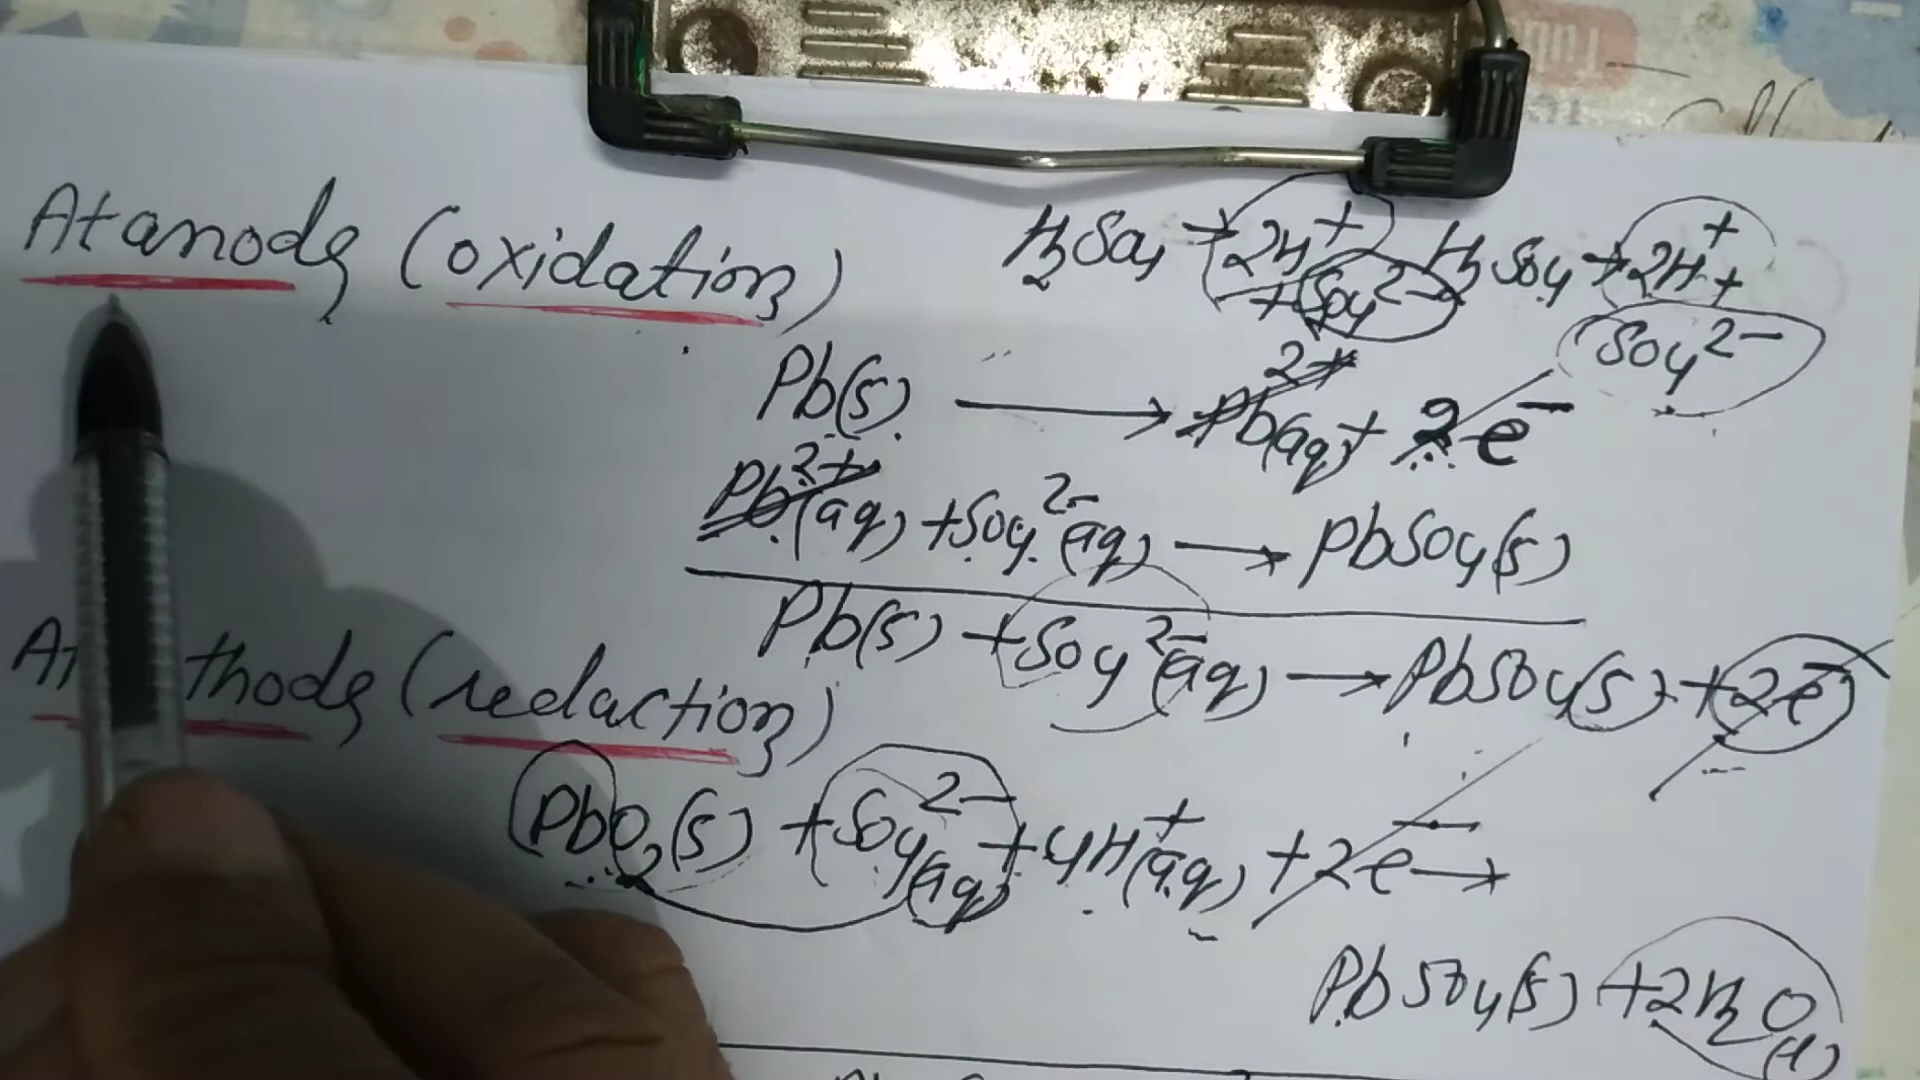 At anode (oxidation)
H2SO4 → 2H+ + SO4 2-
H2SO4 → 2H+ + SO4 2-
Pb(s) → Pb2+(aq) + 2e-
Pb2+(aq) + SO4 2-(aq) → PbSO4(s)
Pb(s) + SO4 2-(aq) → PbSO4(s) + 2e-
At thode (reduction)
PbO2(s) + SO4 2-(aq) + 4H+(aq) + 2e- →
PbSO4(s) + 2H2O(l)